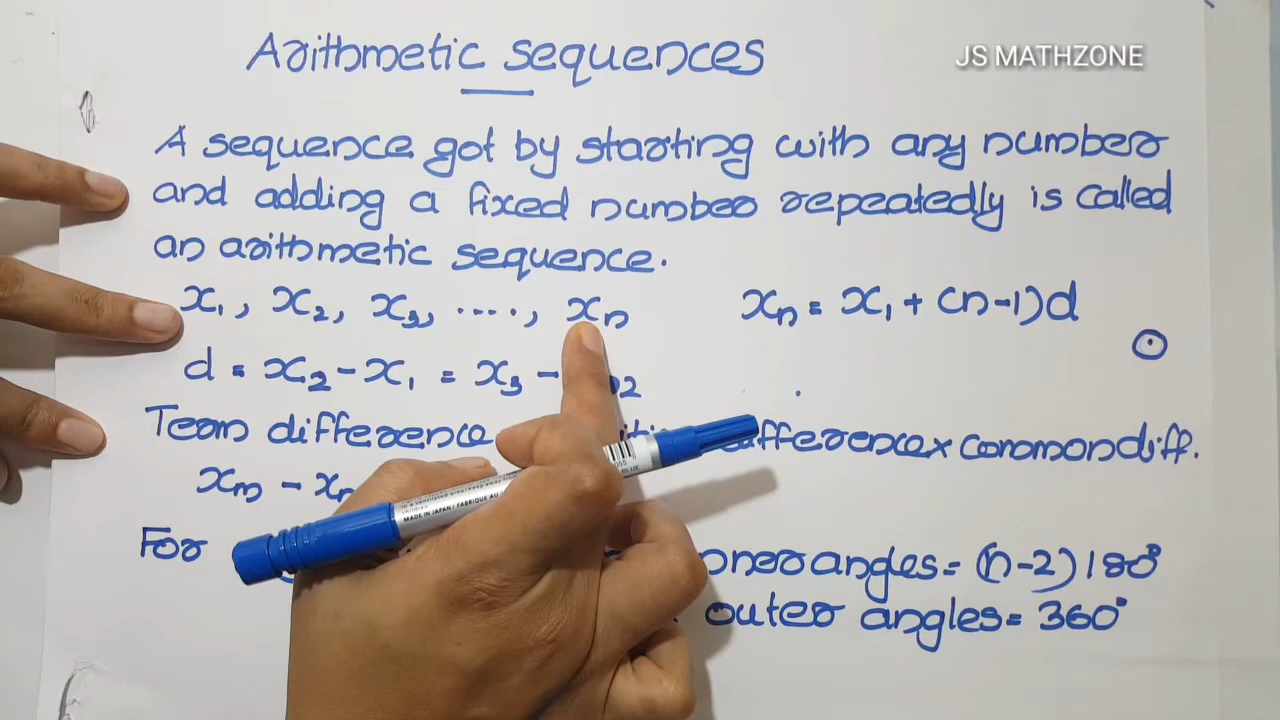 Arithmetic sequences
JS MATHZONE
A sequence got by starting with any number
and adding a fixed number repeatedly is called
an arithmetic sequence.
x₁, x₂, x₃, ····, xₙ xₙ = x₁ + (n-1)d
d = x₂ - x₁ = x₃ -
Term difference difference × common diff.
xₘ - xₙ
For inner angles = (n-2)180°
outer angles = 360°